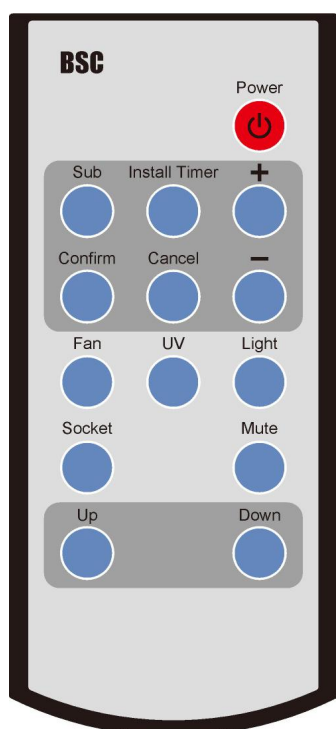 BSC
Power
Sub Install Timer +
Confirm Cancel −
Fan UV Light
Socket Mute
Up Down